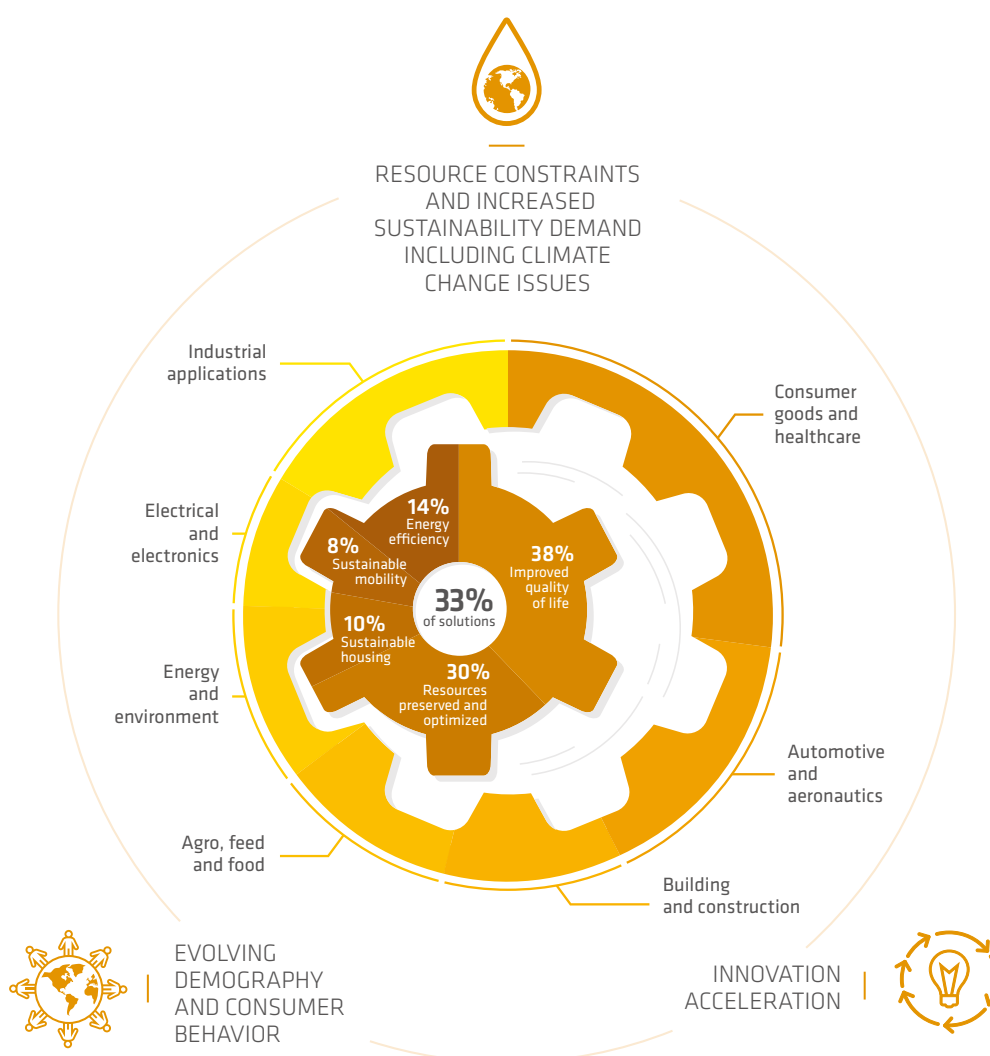 RESOURCE CONSTRAINTS
AND INCREASED
SUSTAINABILITY DEMAND
INCLUDING CLIMATE
CHANGE ISSUES
Industrial
applications
Consumer
goods and
healthcare
Electrical
and
electronics
14%
Energy
efficiency
8%
Sustainable
mobility
38%
Improved
quality
of life
33%
of solutions
10%
Sustainable
housing
30%
Resources
preserved and
optimized
Energy
and
environment
Automotive
and
aeronautics
Agro, feed
and food
Building
and construction
EVOLVING
DEMOGRAPHY
AND CONSUMER
BEHAVIOR
INNOVATION
ACCELERATION